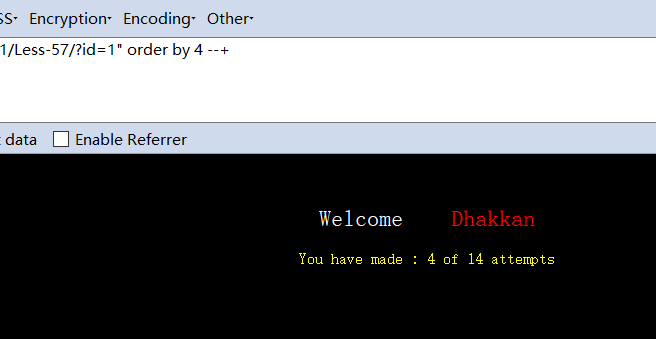 SS Encryption Encoding Other
1/Less-57/?id=1" order by 4 --+
data Enable Referrer
Welcome Dhakkan
You have made : 4 of 14 attempts